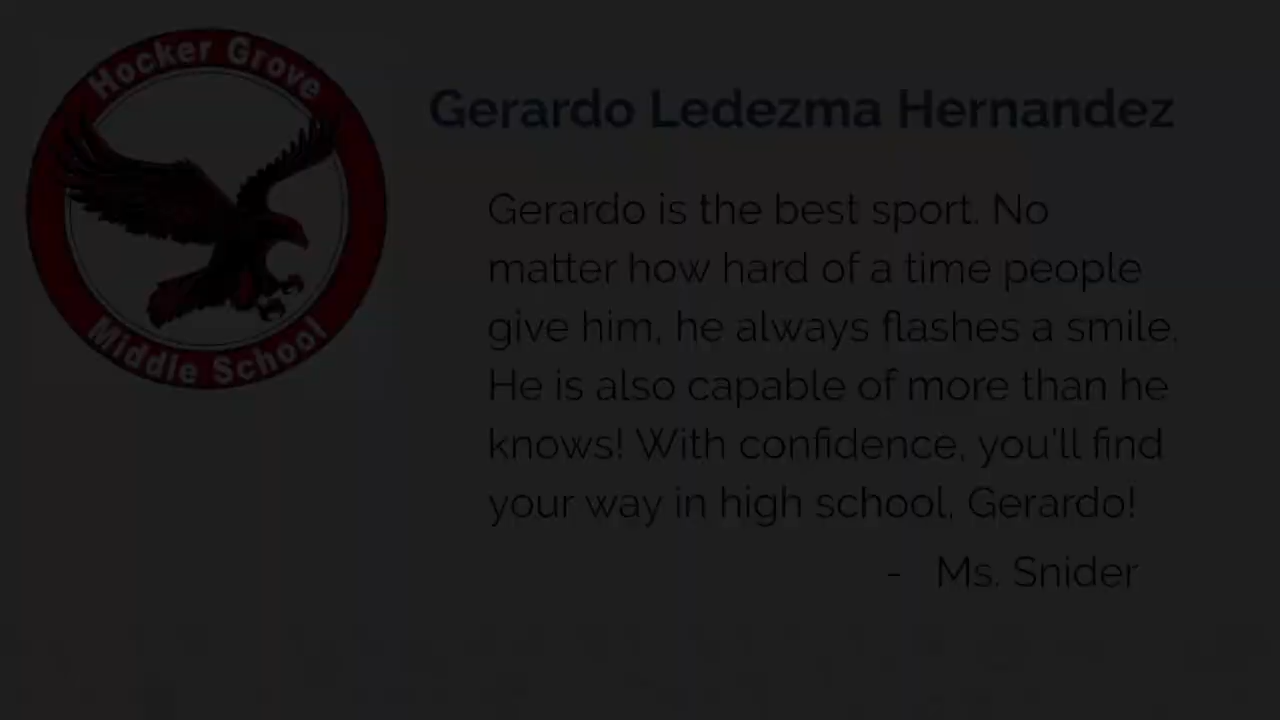 Hocker Grove
Middle School
Gerardo Ledezma Hernandez
Gerardo is the best sport. No
matter how hard of a time people
give him, he always flashes a smile.
He is also capable of more than he
knows! With confidence, you'll find
your way in high school, Gerardo!
- Ms. Snider